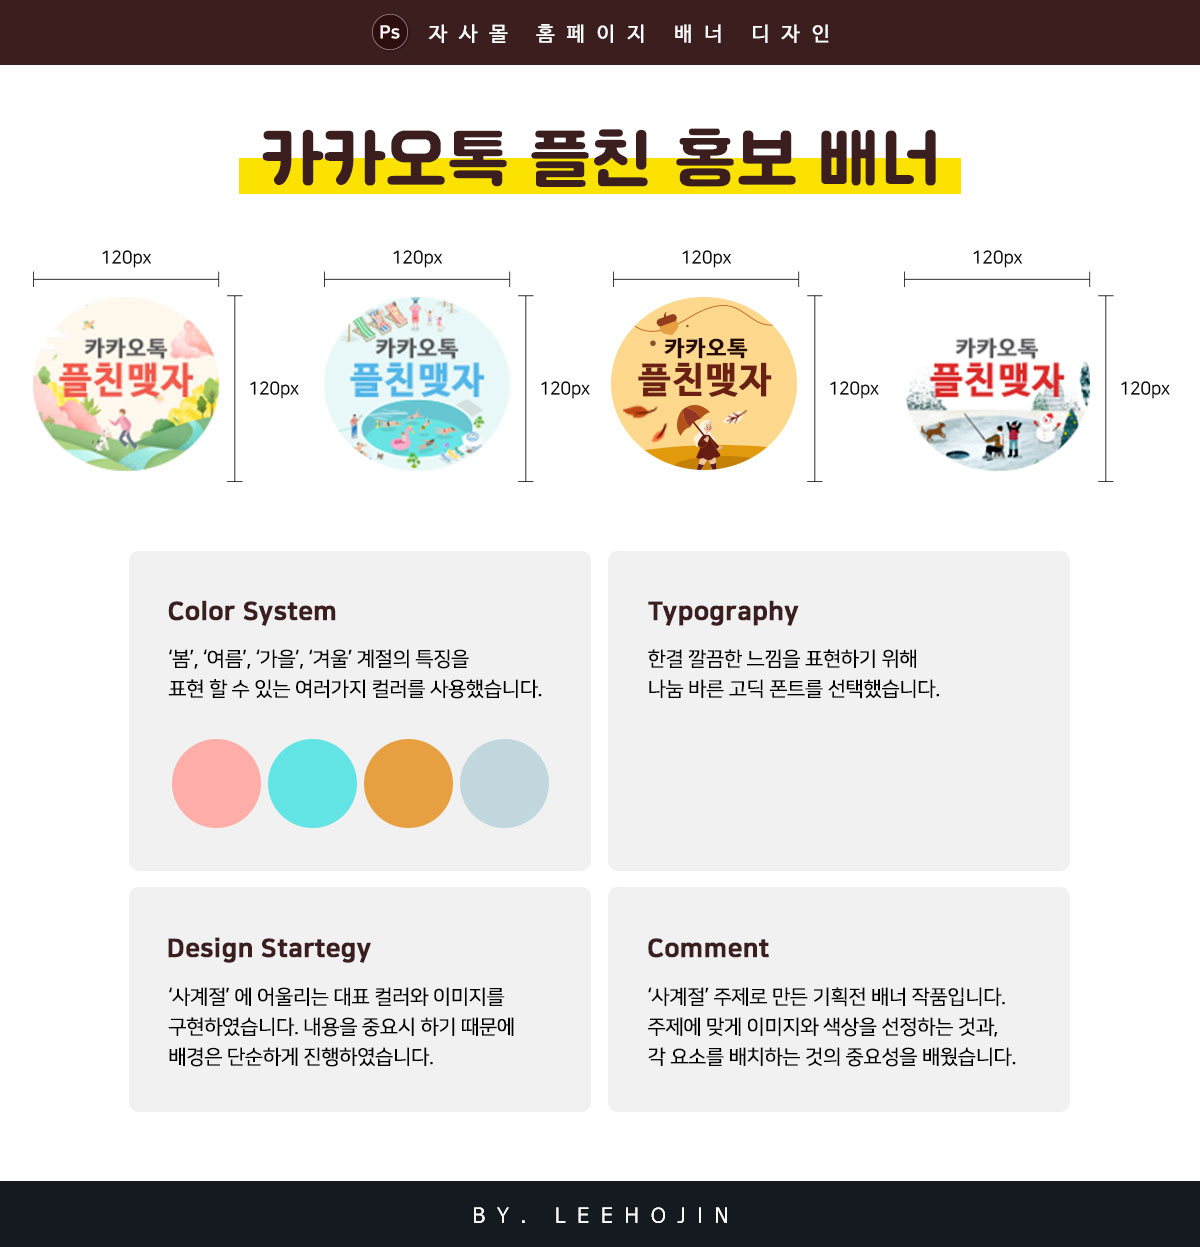 Ps 자사몰 홈페이지 배너 디자인
카카오톡 플친 홍보 배너
120px 120px 120px 120px
카카오톡
플친맺자
120px
카카오톡
플친맺자
120px
카카오톡
플친맺자
120px
카카오톡
플친맺자
120px
Color System
‘봄’, ‘여름’, ‘가을’, ‘겨울’ 계절의 특징을
표현 할 수 있는 여러가지 컬러를 사용했습니다.
Typography
한결 깔끔한 느낌을 표현하기 위해
나눔 바른 고딕 폰트를 선택했습니다.
Design Startegy
‘사계절’ 에 어울리는 대표 컬러와 이미지를
구현하였습니다. 내용을 중요시 하기 때문에
배경은 단순하게 진행하였습니다.
Comment
‘사계절’ 주제로 만든 기획전 배너 작품입니다.
주제에 맞게 이미지와 색상을 선정하는 것과,
각 요소를 배치하는 것의 중요성을 배웠습니다.
BY. LEEHOJIN